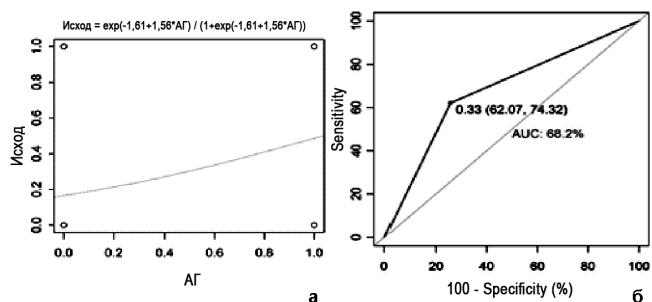 Исход = exp(-1,61+1,56*АГ) / (1+exp(-1,61+1,56*АГ))
Исход
1.0
0.8
0.6
0.4
0.2
0.0
0.0 0.2 0.4 0.6 0.8 1.0
АГ
а
Sensitivity
100
80
60
40
20
0
0.33 (62.07, 74.32)
AUC: 68.2%
0 20 40 60 80 100
100 - Specificity (%)
б